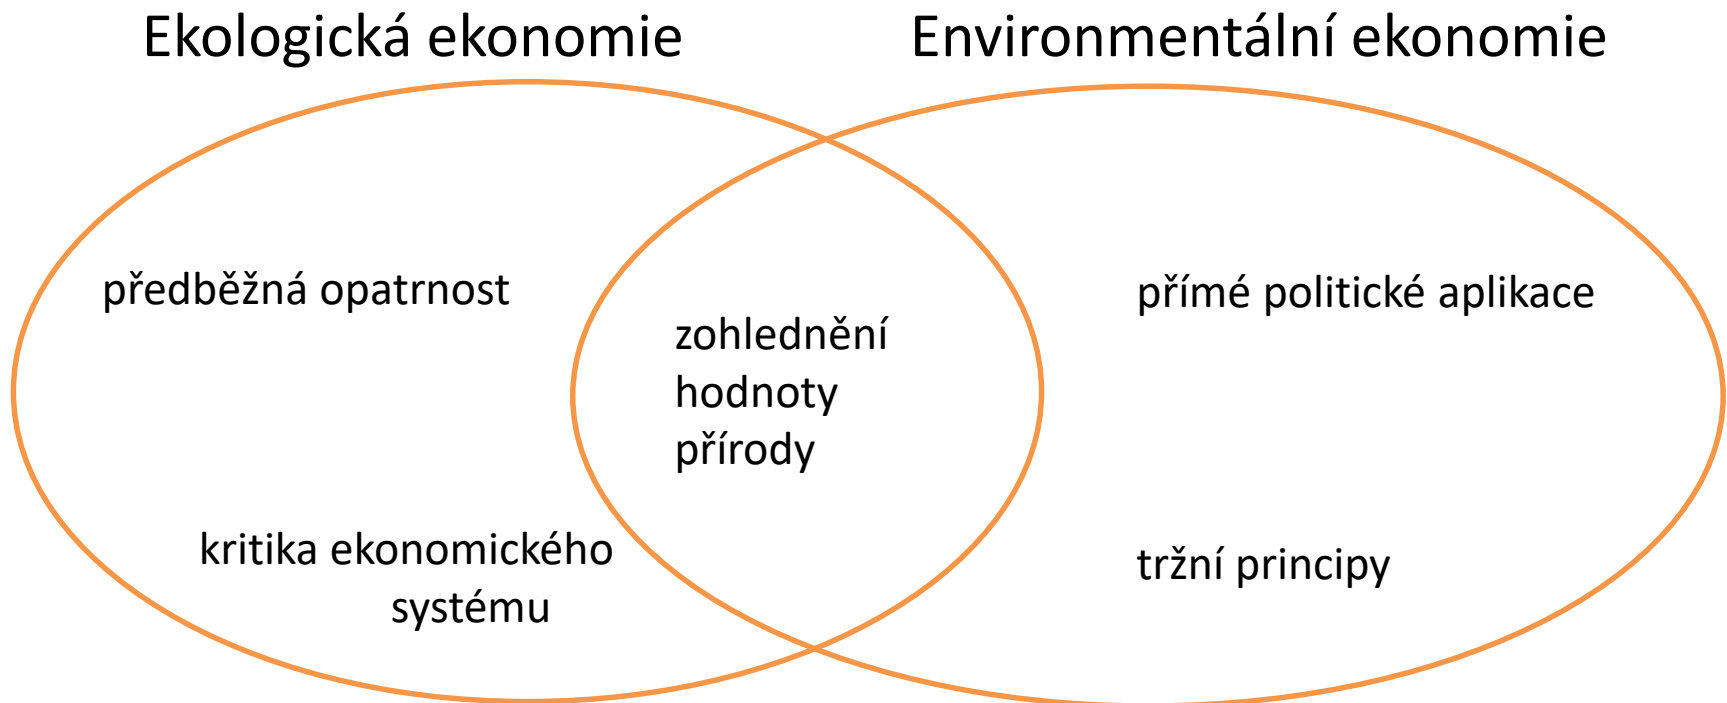 Ekologická ekonomie
Environmentální ekonomie
předběžná opatrnost
kritika ekonomického
systému
zohlednění
hodnoty
přírody
přímé politické aplikace
tržní principy